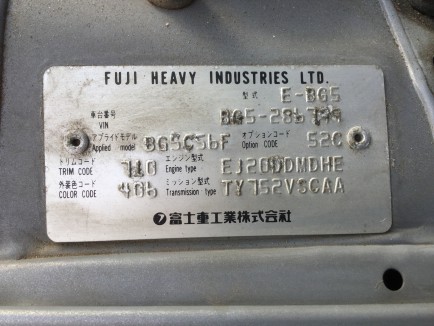 FUJI HEAVY INDUSTRIES LTD.
型式 E-BG5
車台番号
VIN BG5-286
アプライドモデル オプションコード
Applied model BG5C56F Option CODE 52C
トリムコード エンジン型式
TRIM CODE 710 Engine type EJ20DDMDHE
外装色コード ミッション型式
COLOR CODE 406 Transmission type TY752VSCAA
富士重工業株式会社